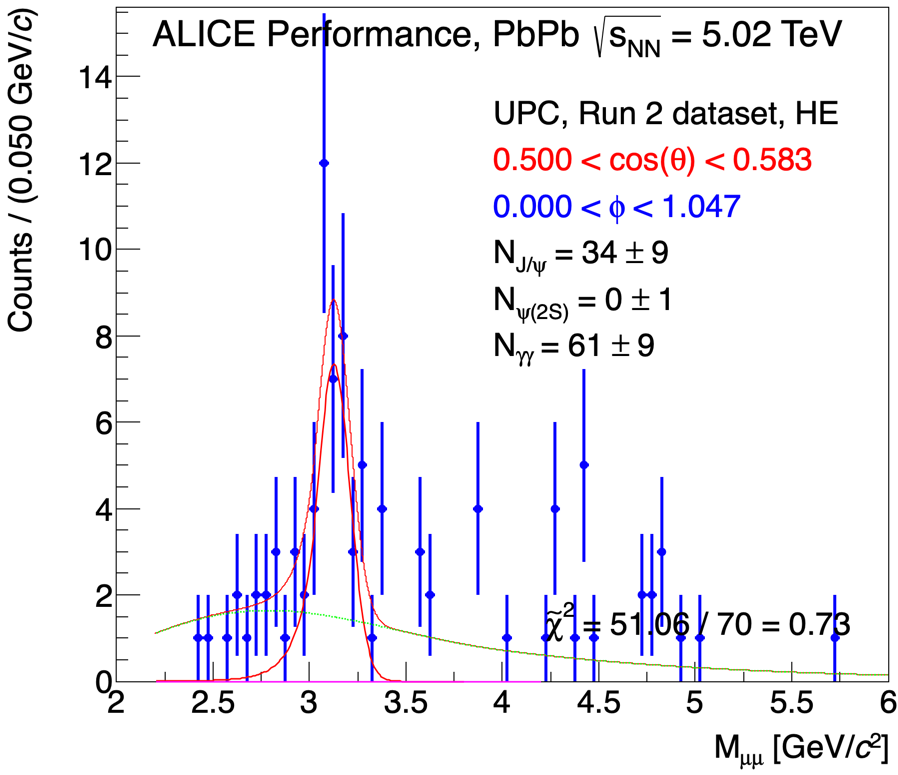 ALICE Performance, PbPb √s_NN = 5.02 TeV
UPC, Run 2 dataset, HE
0.500 < cos(θ) < 0.583
0.000 < ϕ < 1.047
N_J/ψ = 34 ± 9
N_ψ(2S) = 0 ± 1
N_γγ = 61 ± 9
χ̃² = 51.06 / 70 = 0.73
Counts / (0.050 GeV/c)
14
12
10
8
6
4
2
0
2 2.5 3 3.5 4 4.5 5 5.5 6
M_μμ [GeV/c²]